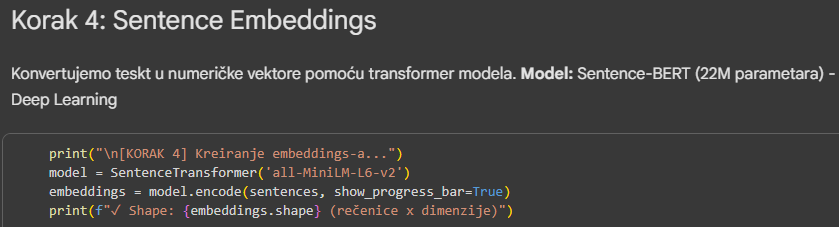 Korak 4: Sentence Embeddings
Konvertujemo teskt u numeričke vektore pomoću transformer modela. Model: Sentence-BERT (22M parametara) -
Deep Learning
print("\n[KORAK 4] Kreiranje embeddings-a...")
model = SentenceTransformer('all-MiniLM-L6-v2')
embeddings = model.encode(sentences, show_progress_bar=True)
print(f"✓ Shape: {embeddings.shape} (rečenice x dimenzije)")